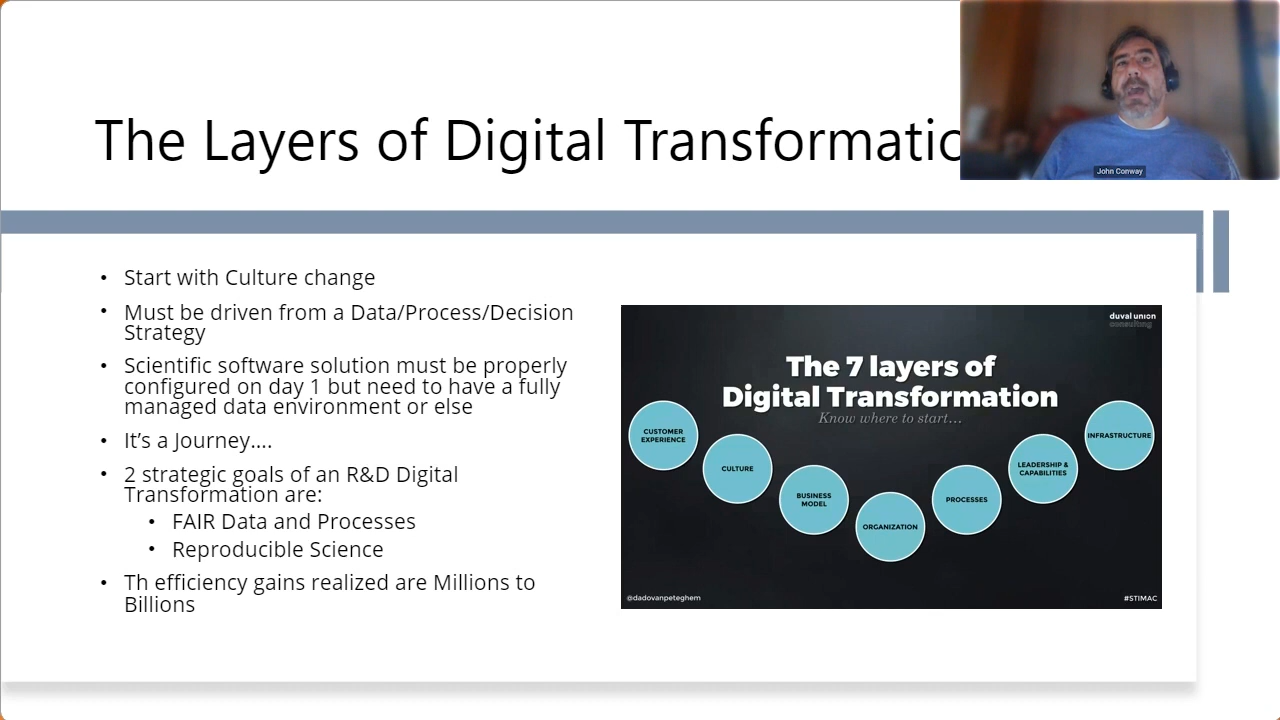 The Layers of Digital Transformatio
John Conway
• Start with Culture change
• Must be driven from a Data/Process/Decision
Strategy
• Scientific software solution must be properly
configured on day 1 but need to have a fully
managed data environment or else
• It's a Journey....
• 2 strategic goals of an R&D Digital
Transformation are:
• FAIR Data and Processes
• Reproducible Science
• Th efficiency gains realized are Millions to
Billions
duval union
consulting
The 7 layers of
Digital Transformation
Know where to start...
CUSTOMER
EXPERIENCE
CULTURE
BUSINESS
MODEL
ORGANIZATION
PROCESSES
LEADERSHIP &
CAPABILITIES
INFRASTRUCTURE
@dadovanpeteghem
#STIMAC